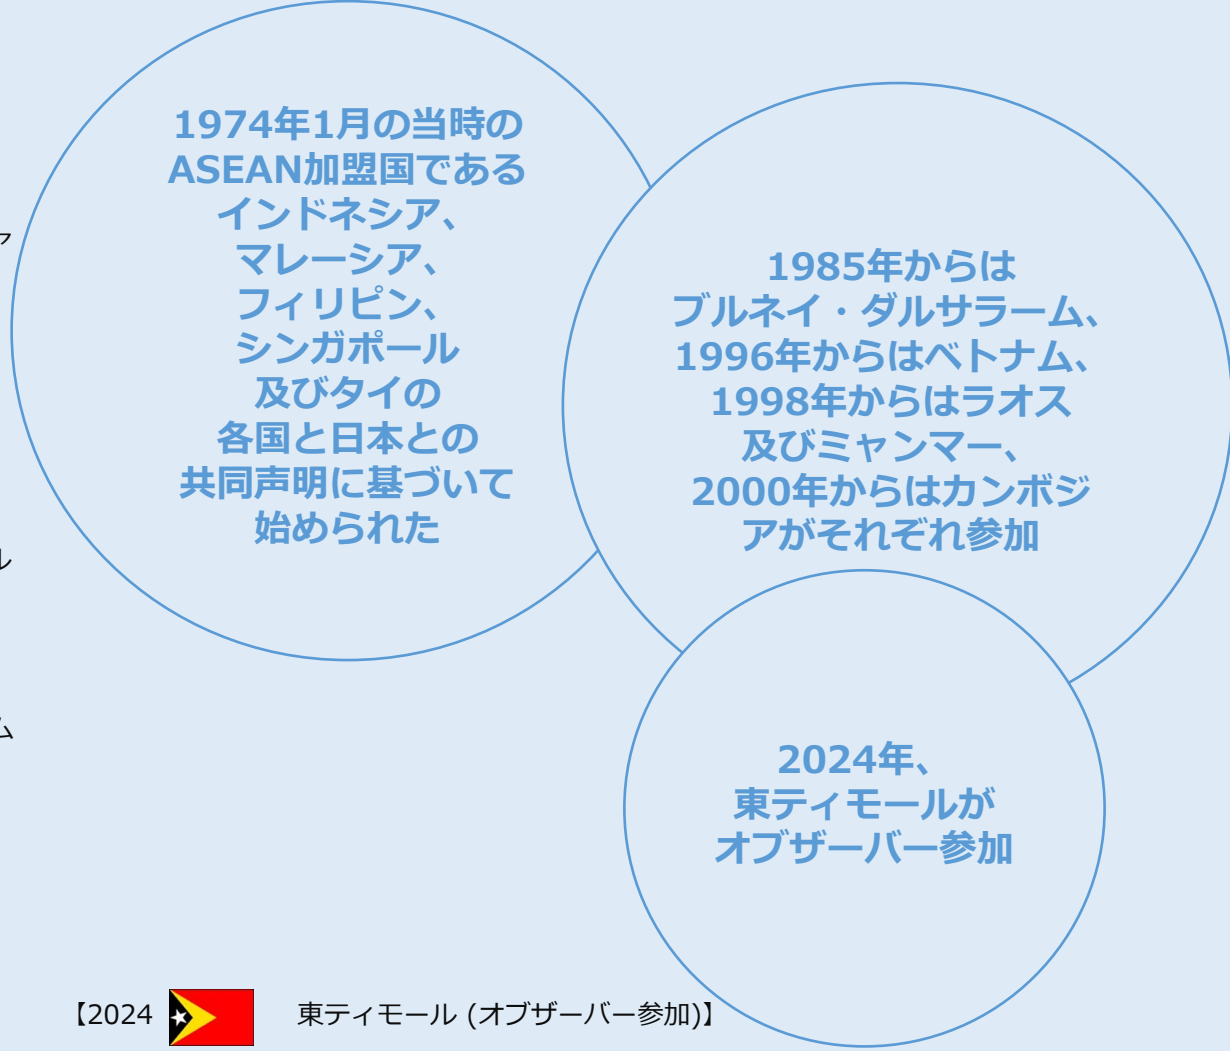 1974年1月の当時の
ASEAN加盟国である
インドネシア、
マレーシア、
フィリピン、
シンガポール
及びタイの
各国と日本との
共同声明に基づいて
始められた
1985年からは
ブルネイ・ダルサラーム、
1996年からはベトナム、
1998年からはラオス
及びミャンマー、
2000年からはカンボジ
アがそれぞれ参加
2024年、
東ティモールが
オブザーバー参加
ル
ム
【2024 東ティモール (オブザーバー参加)】